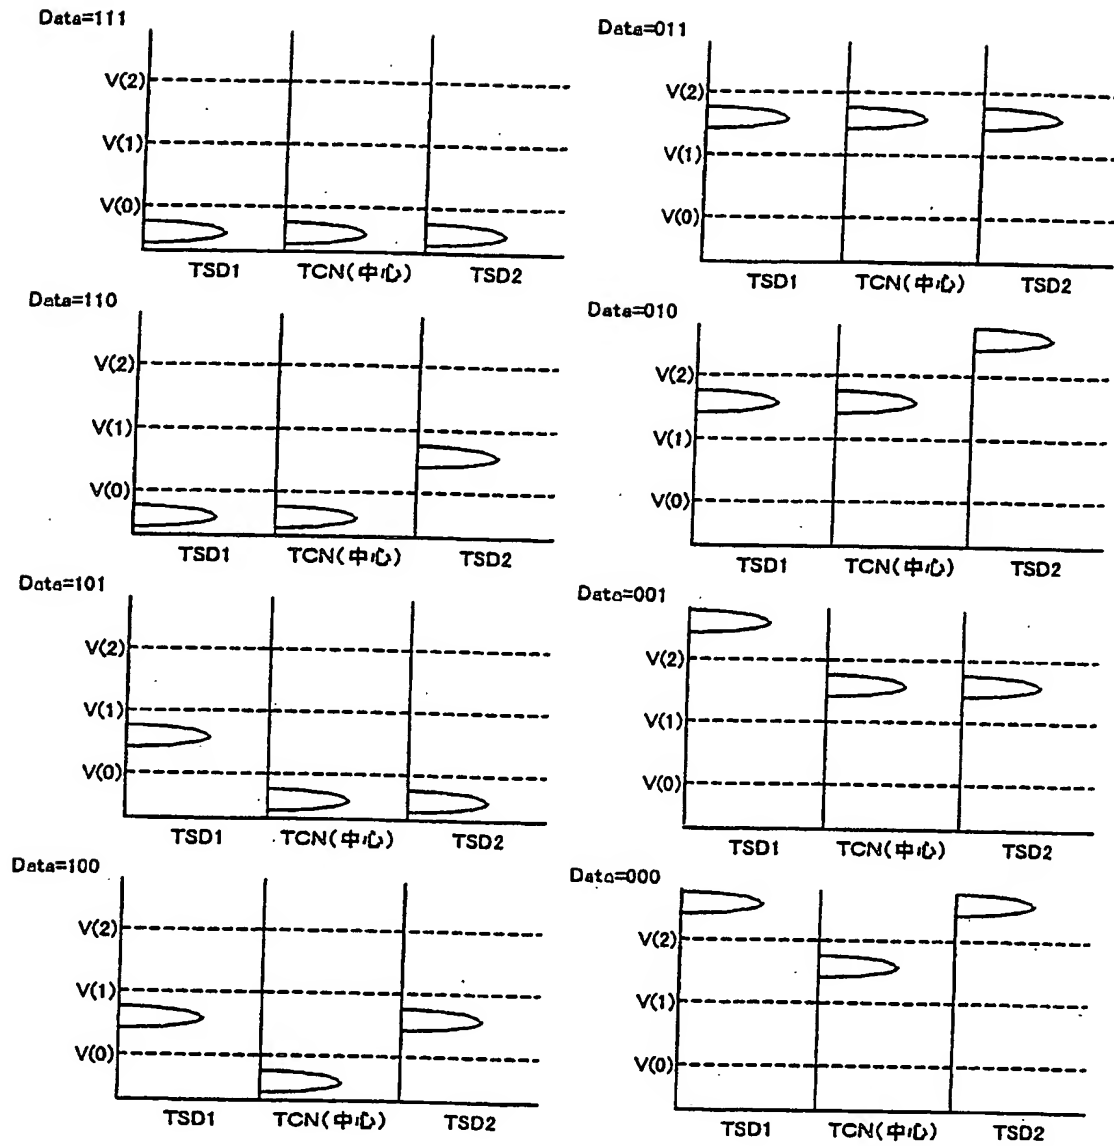 Data=111
V(2)
V(1)
V(0)
TSD1 TCN(中心) TSD2
Data=011
V(2)
V(1)
V(0)
TSD1 TCN(中心) TSD2
Data=110
V(2)
V(1)
V(0)
TSD1 TCN(中心) TSD2
Data=010
V(2)
V(1)
V(0)
TSD1 TCN(中心) TSD2
Data=101
V(2)
V(1)
V(0)
TSD1 TCN(中心) TSD2
Data=001
V(2)
V(1)
V(0)
TSD1 TCN(中心) TSD2
Data=100
V(2)
V(1)
V(0)
TSD1 TCN(中心) TSD2
Data=000
V(2)
V(1)
V(0)
TSD1 TCN(中心) TSD2